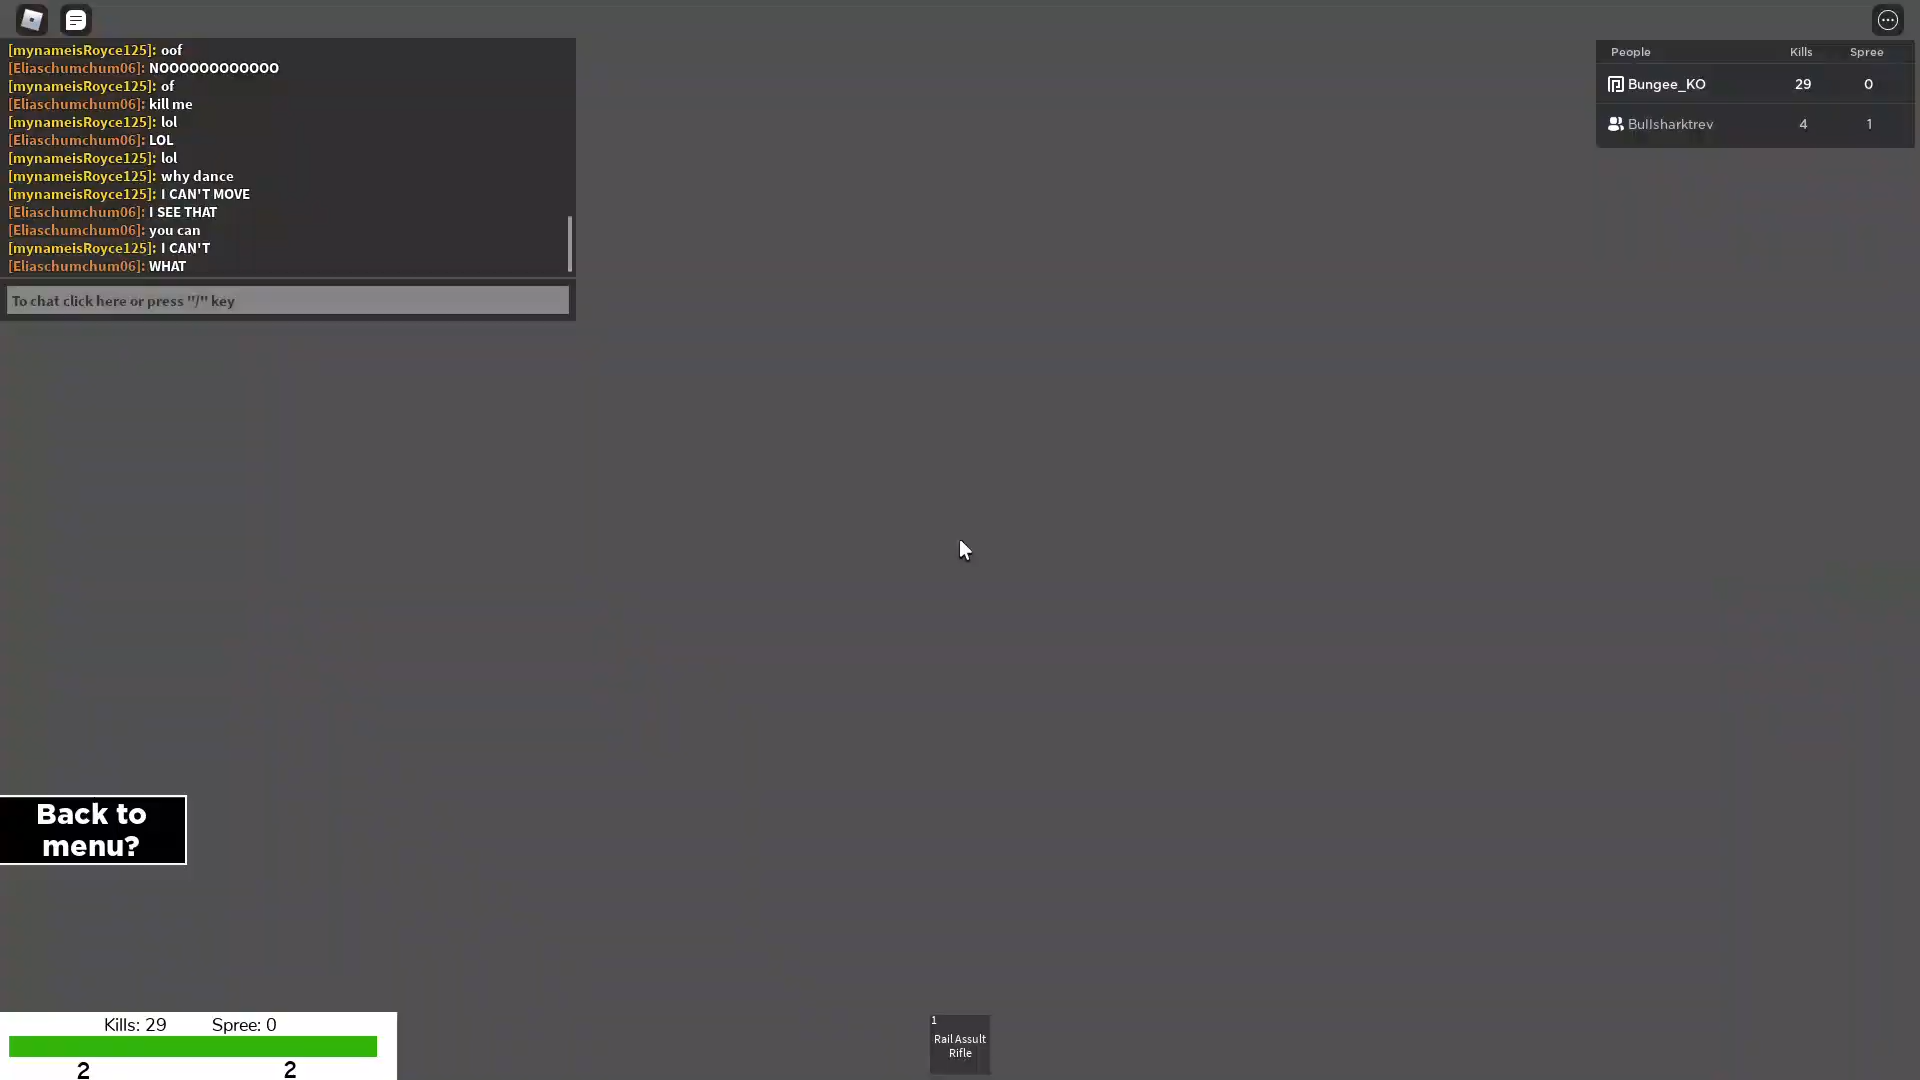 [mynameisRoyce125]: oof
[Eliaschumchum06]: NOOOOOOOOOOOO
[mynameisRoyce125]: of
[Eliaschumchum06]: kill me
[mynameisRoyce125]: lol
[Eliaschumchum06]: LOL
[mynameisRoyce125]: lol
[mynameisRoyce125]: why dance
[mynameisRoyce125]: I CAN'T MOVE
[Eliaschumchum06]: I SEE THAT
[Eliaschumchum06]: you can
[mynameisRoyce125]: I CAN'T
[Eliaschumchum06]: WHAT
To chat click here or press "/" key
People Kills Spree
Bungee_KO 29 0
Bullsharktrev 4 1
Back to
menu?
Kills: 29 Spree: 0
2 2
1
Rail Assult
Rifle